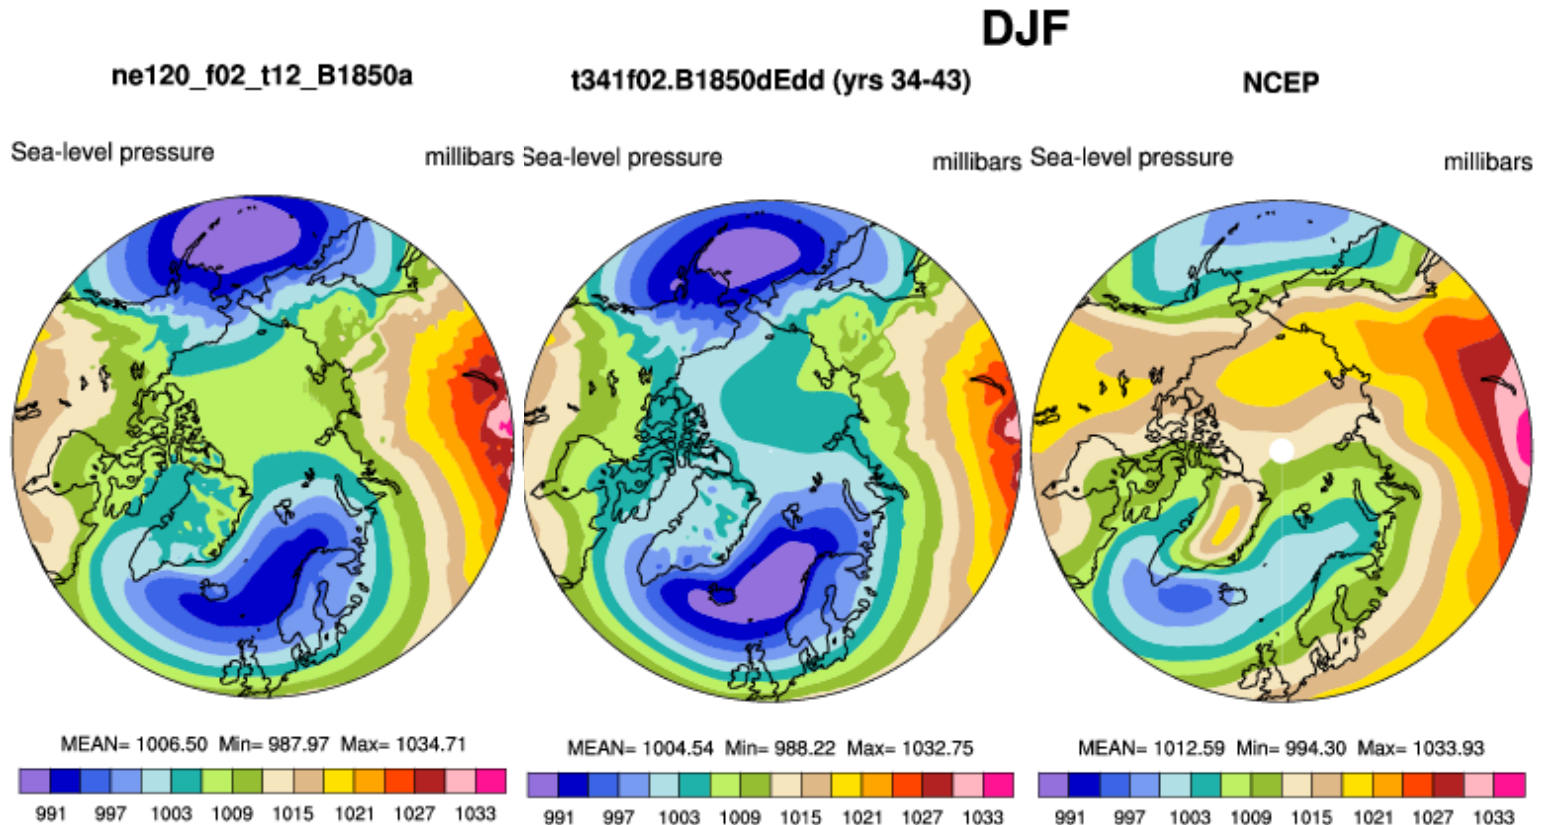 DJF
ne120_f02_t12_B1850a
t341f02.B1850dEdd (yrs 34-43)
NCEP
Sea-level pressure
millibars
Sea-level pressure
millibars
Sea-level pressure
millibars
MEAN= 1006.50 Min= 987.97 Max= 1034.71
MEAN= 1004.54 Min= 988.22 Max= 1032.75
MEAN= 1012.59 Min= 994.30 Max= 1033.93
991 997 1003 1009 1015 1021 1027 1033
991 997 1003 1009 1015 1021 1027 1033
991 997 1003 1009 1015 1021 1027 1033